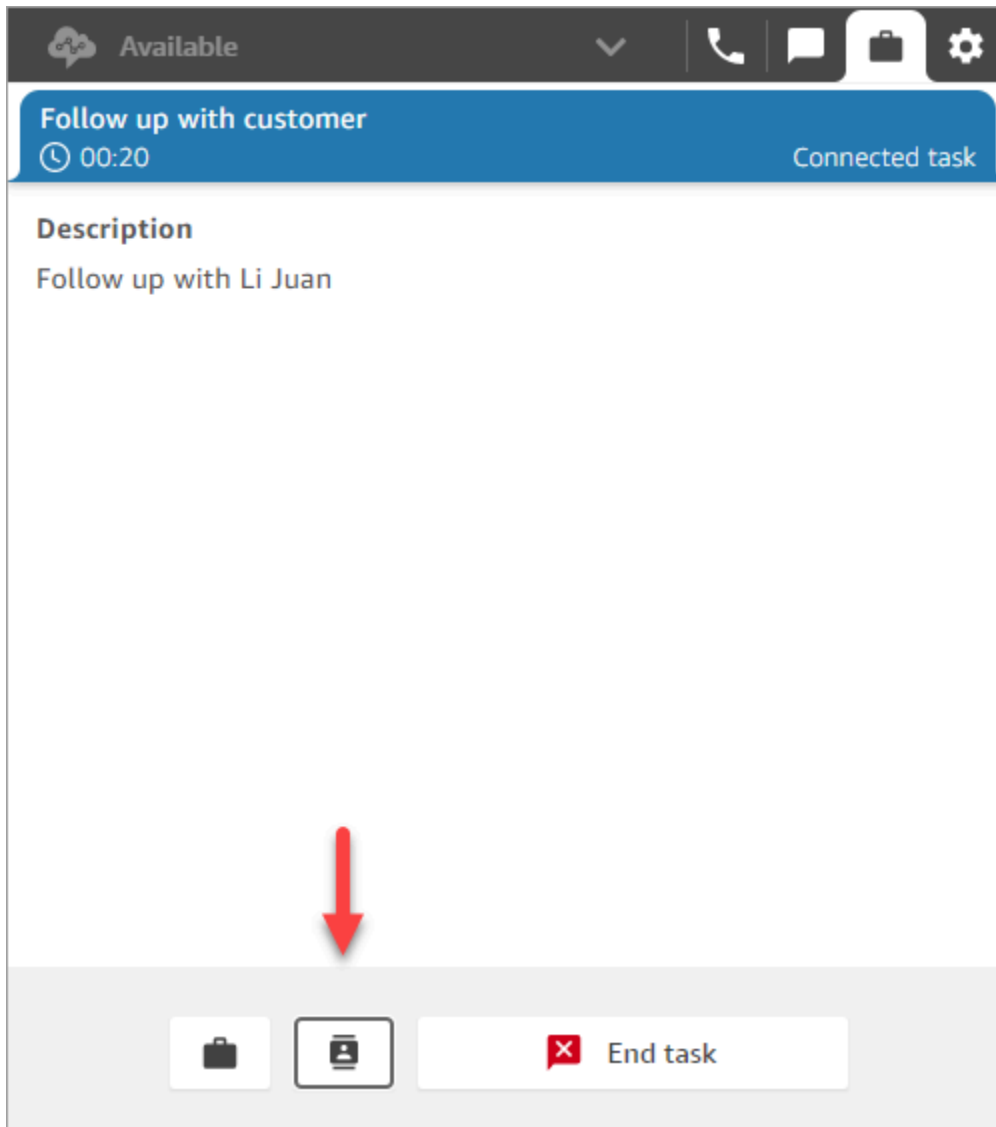 Available
Follow up with customer
00:20 Connected task
Description
Follow up with Li Juan
End task